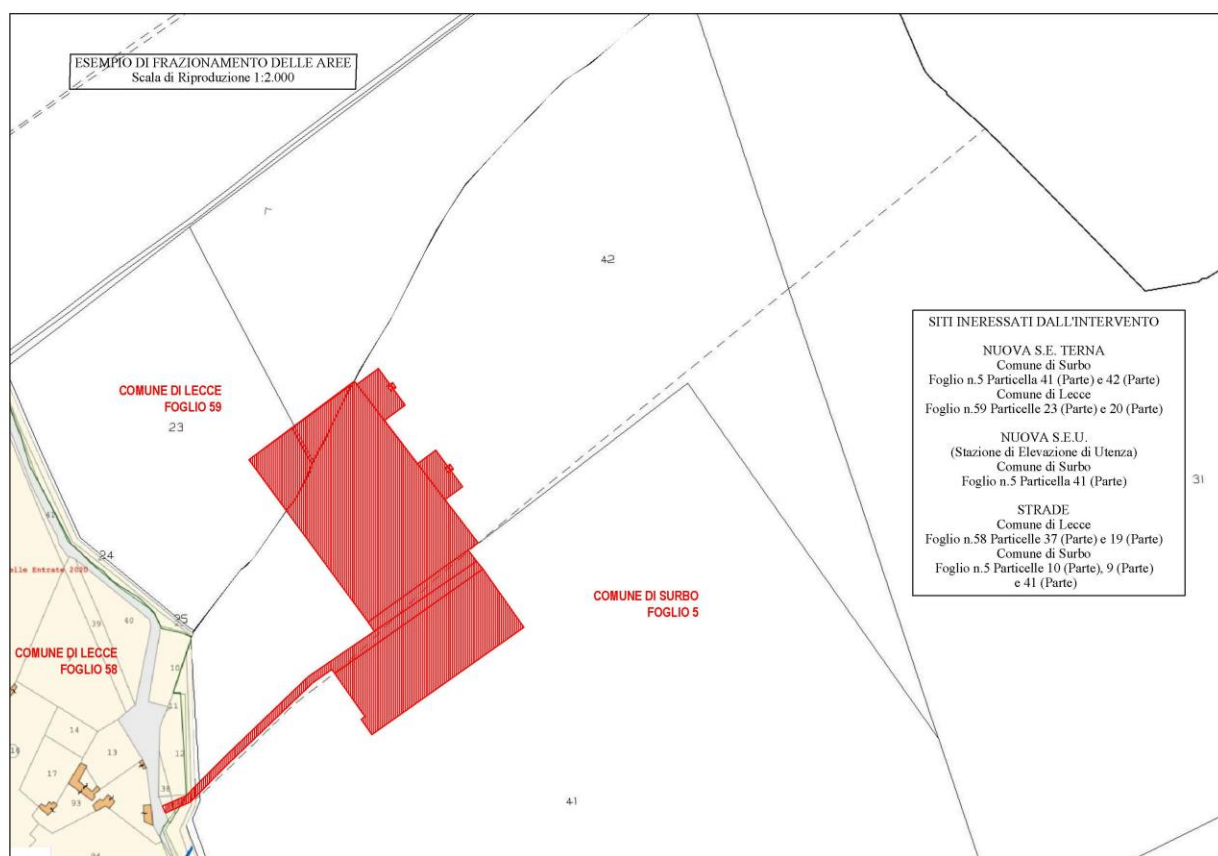 ESEMPIO DI FRAZIONAMENTO DELLE AREE
Scala di Riproduzione 1:2.000
42
COMUNE DI LECCE
FOGLIO 59
23
SITI INERESSATI DALL'INTERVENTO
NUOVA S.E. TERNA
Comune di Surbo
Foglio n.5 Particella 41 (Parte) e 42 (Parte)
Comune di Lecce
Foglio n.59 Particelle 23 (Parte) e 20 (Parte)
NUOVA S.E.U.
(Stazione di Elevazione di Utenza)
Comune di Surbo
Foglio n.5 Particella 41 (Parte)
STRADE
Comune di Lecce
Foglio n.58 Particelle 37 (Parte) e 19 (Parte)
Comune di Surbo
Foglio n.5 Particelle 10 (Parte), 9 (Parte)
e 41 (Parte)
31
42
24
alle Entrate 2020
COMUNE DI SURBO
FOGLIO 5
25
39
40
COMUNE DI LECCE
FOGLIO 58
10
11
14
13
12
17
38
93
41